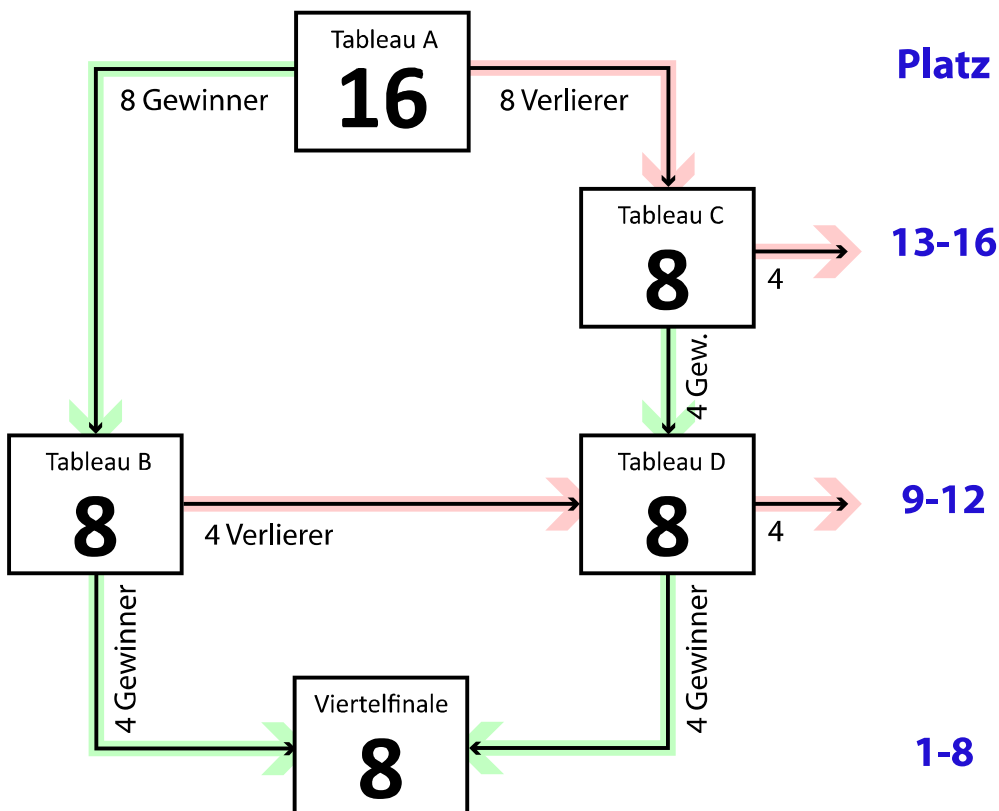 Tableau A
16
Platz
8 Gewinner
8 Verlierer
Tableau C
8
13-16
4
4 Gew.
Tableau B
8
Tableau D
8
9-12
4 Verlierer
4
4 Gewinner
4 Gewinner
Viertelfinale
8
1-8